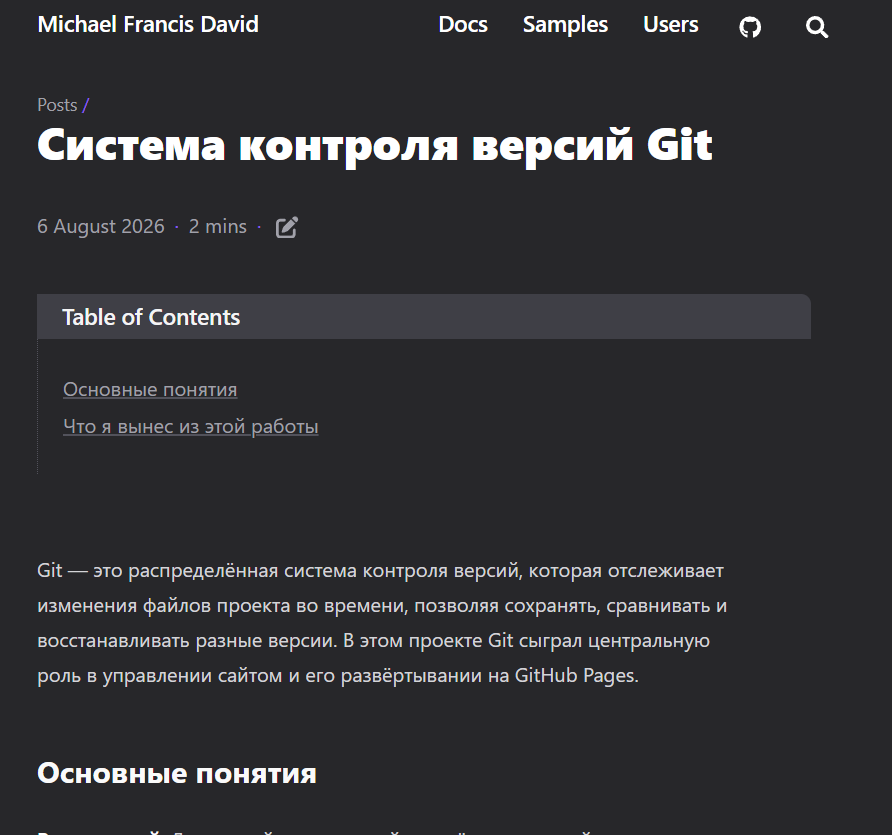 Michael Francis David Docs Samples Users
Posts /
Система контроля версий Git
6 August 2026 · 2 mins ·
Table of Contents
Основные понятия
Что я вынес из этой работы
Git — это распределённая система контроля версий, которая отслеживает
изменения файлов проекта во времени, позволяя сохранять, сравнивать и
восстанавливать разные версии. В этом проекте Git сыграл центральную
роль в управлении сайтом и его развёртывании на GitHub Pages.
Основные понятия